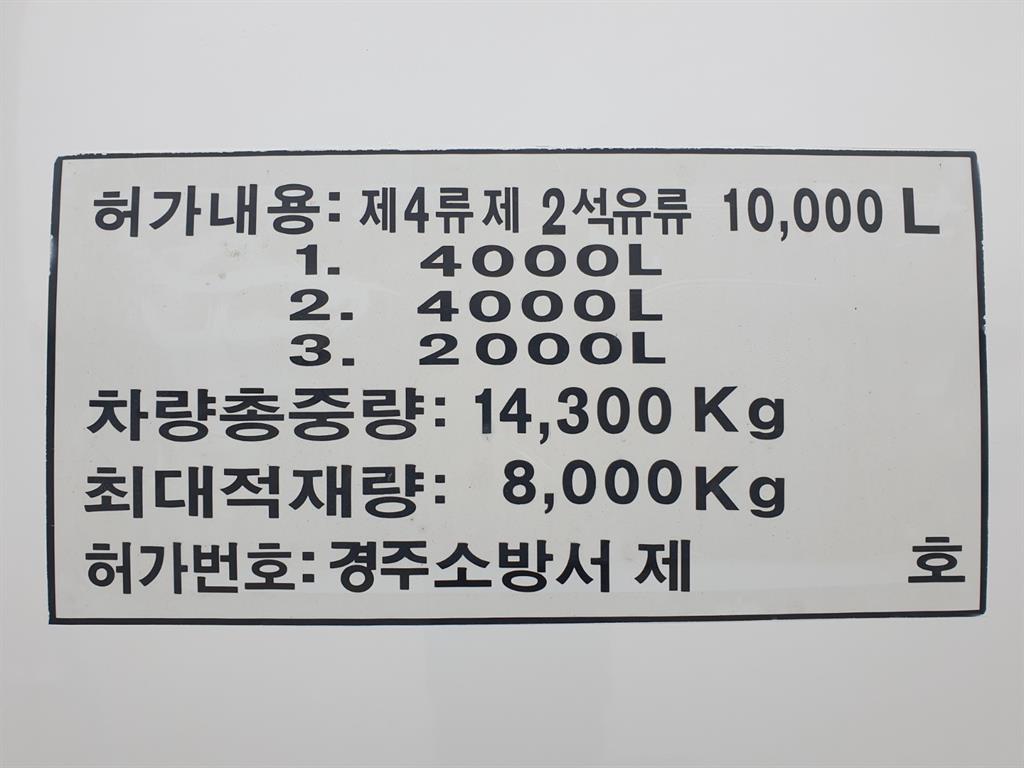 허가내용: 제4류제 2석유류 10,000 L
1. 4000L
2. 4000L
3. 2000L
차량총중량: 14,300 Kg
최대적재량: 8,000 Kg
허가번호: 경주소방서 제 호